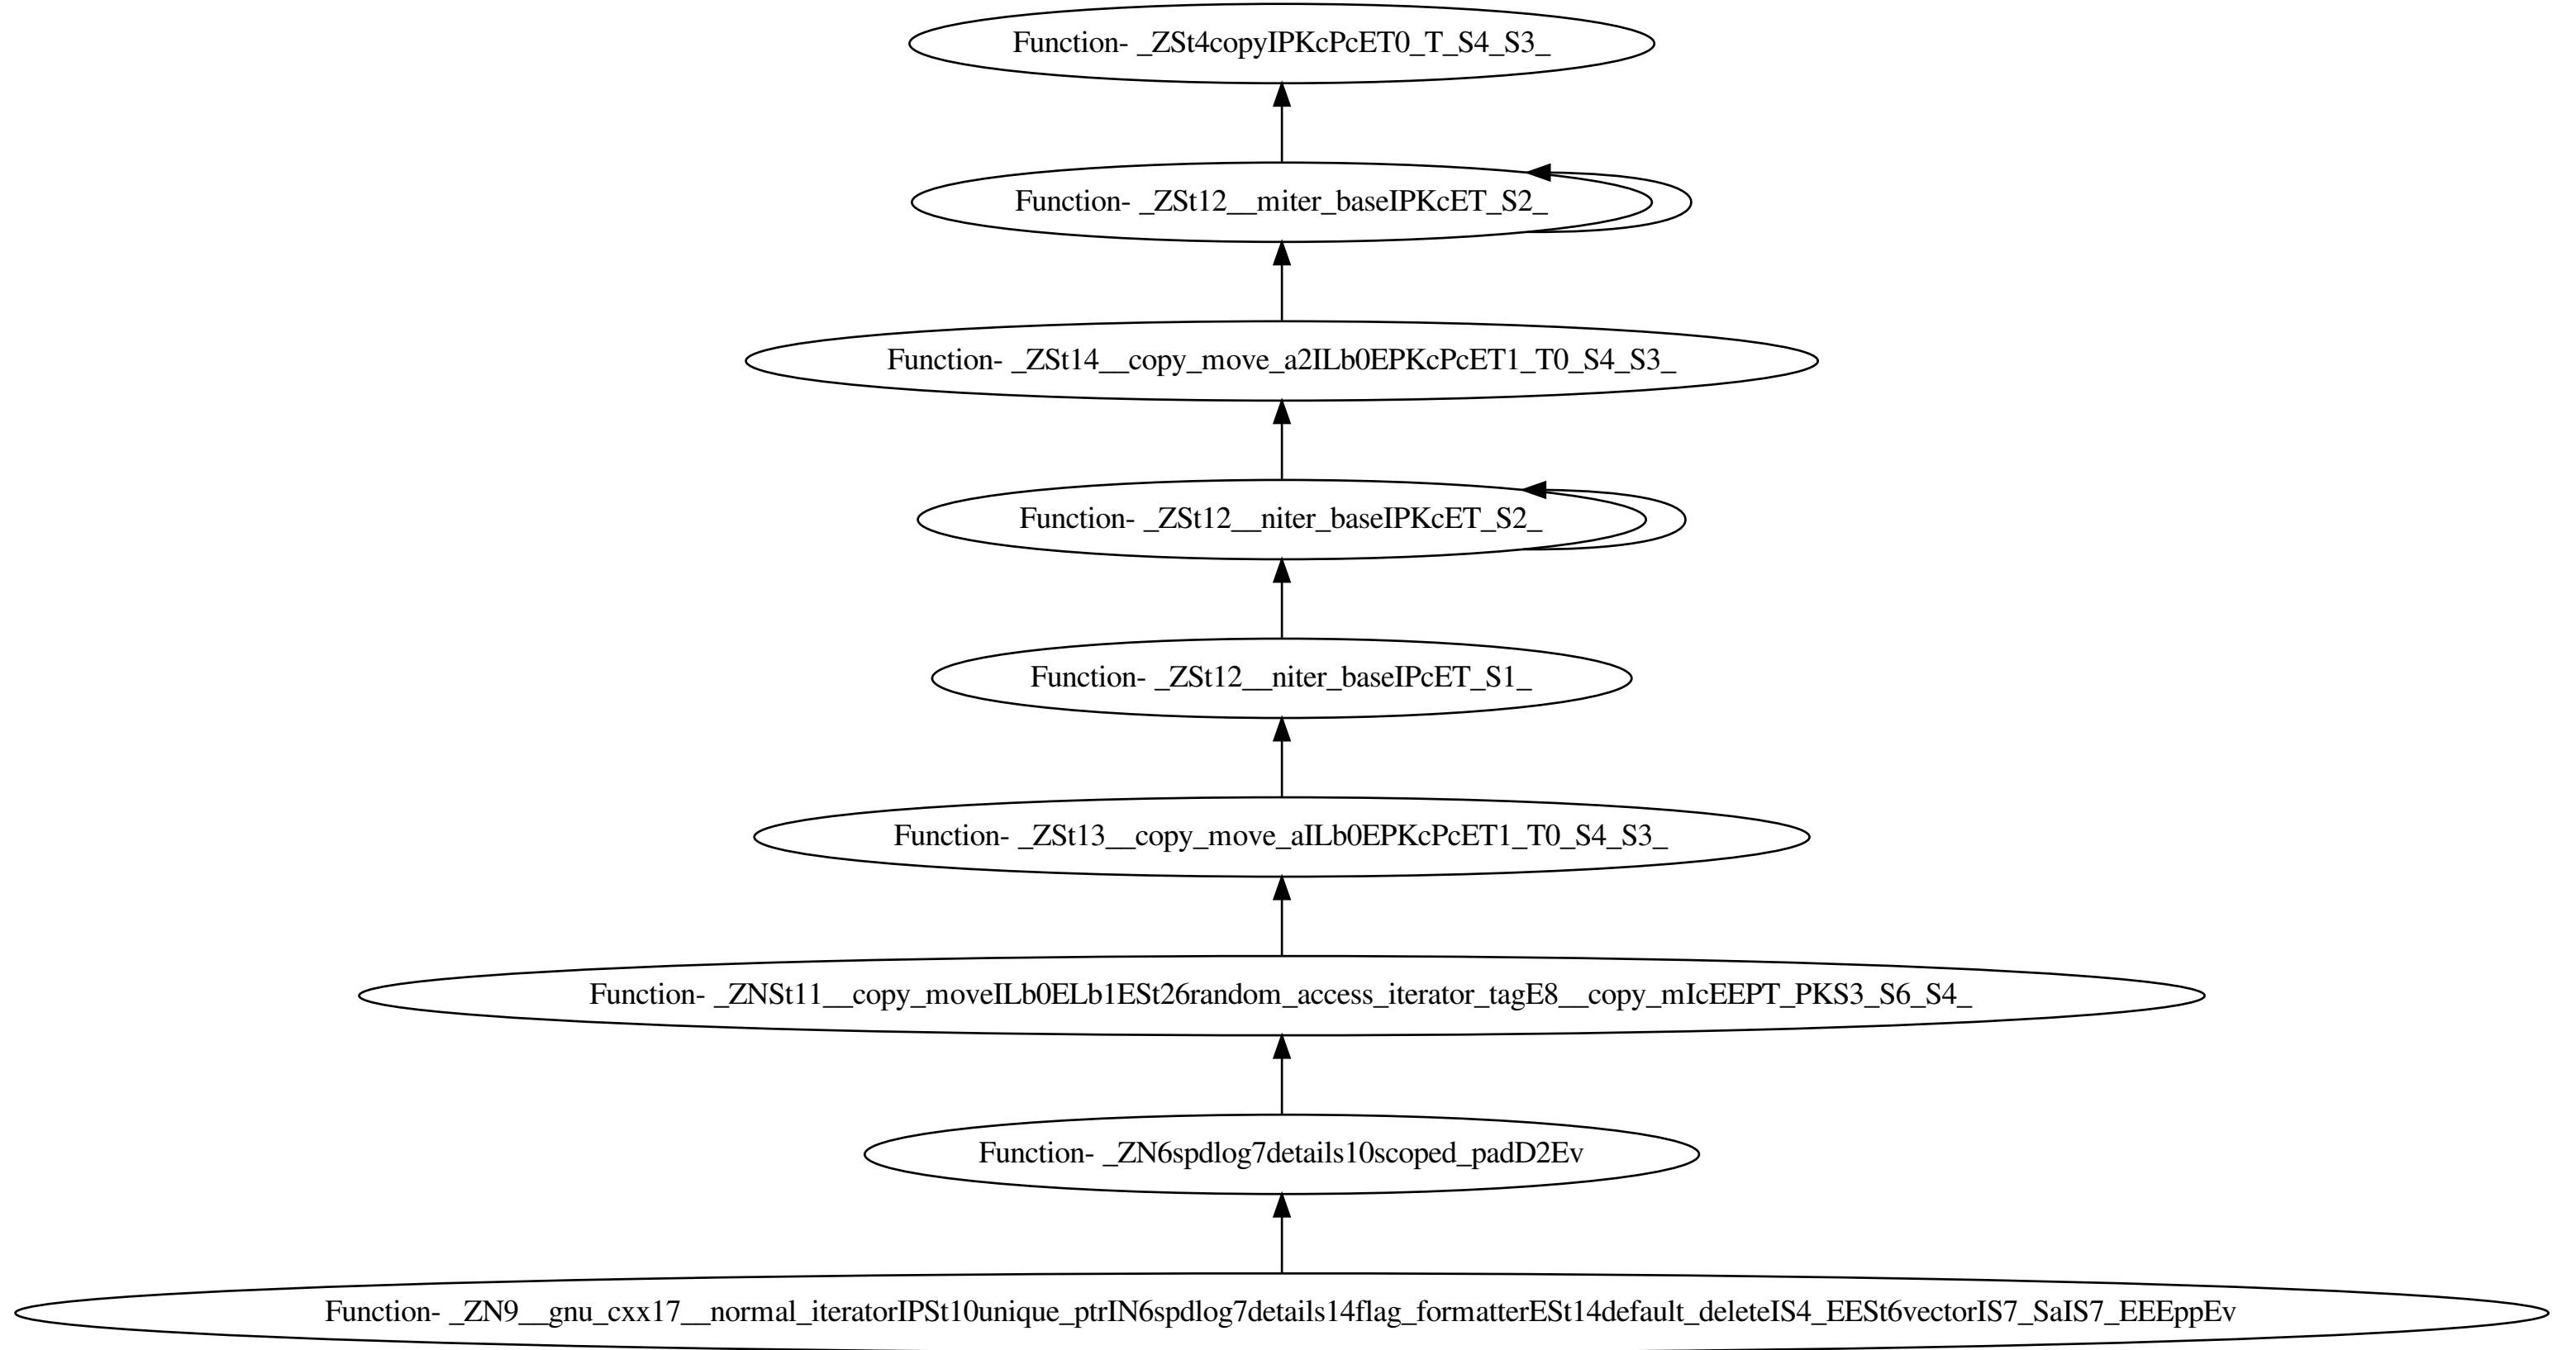 Function- _ZSt4copyIPKcPcET0_T_S4_S3_
Function- _ZSt12__miter_baseIPKcET_S2_
Function- _ZSt14__copy_move_a2ILb0EPKcPcET1_T0_S4_S3_
Function- _ZSt12__niter_baseIPKcET_S2_
Function- _ZSt12__niter_baseIPcET_S1_
Function- _ZSt13__copy_move_aILb0EPKcPcET1_T0_S4_S3_
Function- _ZNSt11__copy_moveILb0ELb1ESt26random_access_iterator_tagE8__copy_mIcEEPT_PKS3_S6_S4_
Function- _ZN6spdlog7details10scoped_padD2Ev
Function- _ZN9__gnu_cxx17__normal_iteratorIPSt10unique_ptrIN6spdlog7details14flag_formatterESt14default_deleteIS4_EESt6vectorIS7_SaIS7_EEEppEv